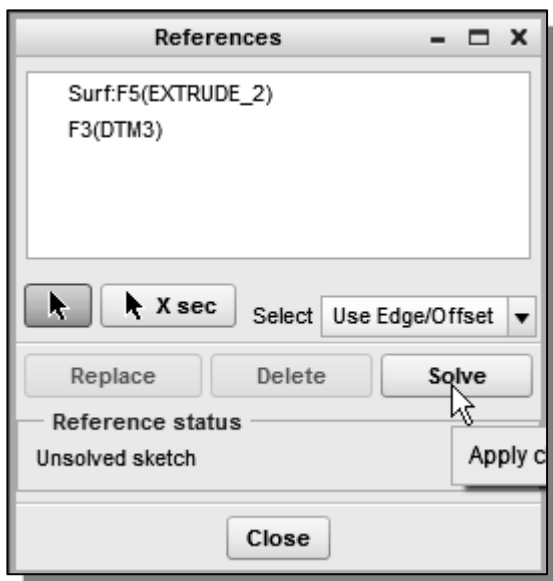 References
Surf:F5(EXTRUDE_2)
F3(DTM3)
X sec Select Use Edge/Offset
Replace Delete Solve
Reference status
Unsolved sketch Apply
Close